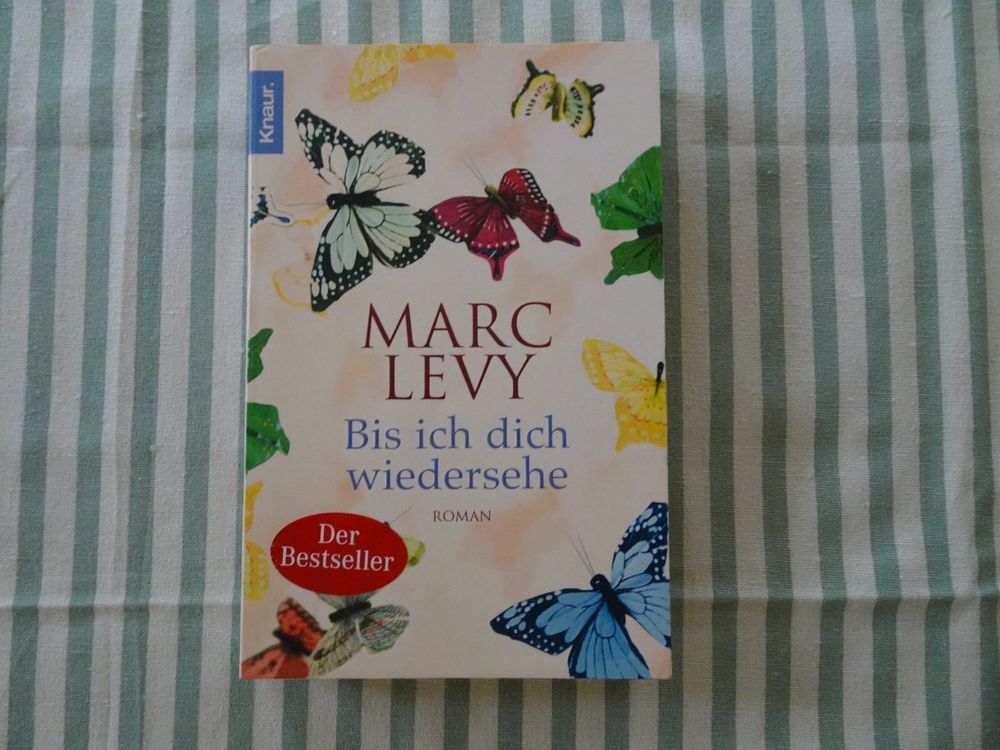 Knaur.
MARC
LEVY
Bis ich dich
wiedersehe
ROMAN
Der
Bestseller